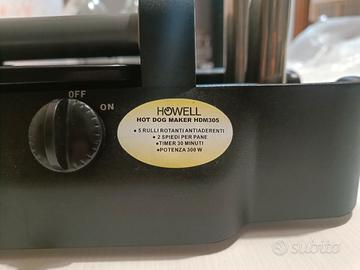 OFF
ON
HOWELL
HOT DOG MAKER HDM305
• 5 RULLI ROTANTI ANTIADERENTI
• 2 SPIEDI PER PANE
•TIMER 30 MINUTI
•POTENZA 300 W
subito